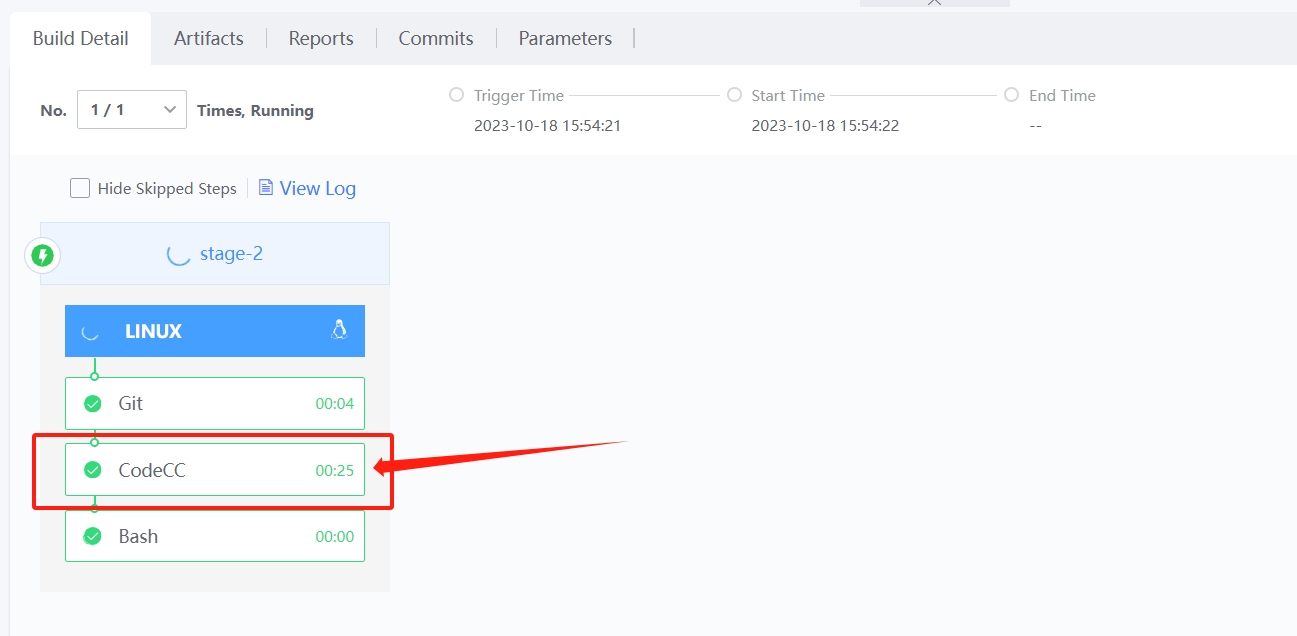 Build Detail Artifacts Reports Commits Parameters
No. 1 / 1 Times, Running
Trigger Time Start Time End Time
2023-10-18 15:54:21 2023-10-18 15:54:22 --
Hide Skipped Steps View Log
stage-2
LINUX
Git 00:04
CodeCC 00:25
Bash 00:00